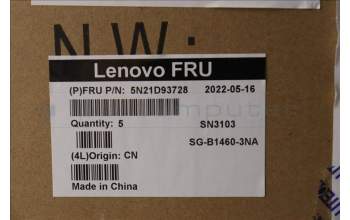 N.W:
Lenovo FRU
(P)FRU P/N: 5N21D93728 2022-05-16
Quantity: 5 SN3103
SG-B1460-3NA
(4L)Origin: CN
Made in China